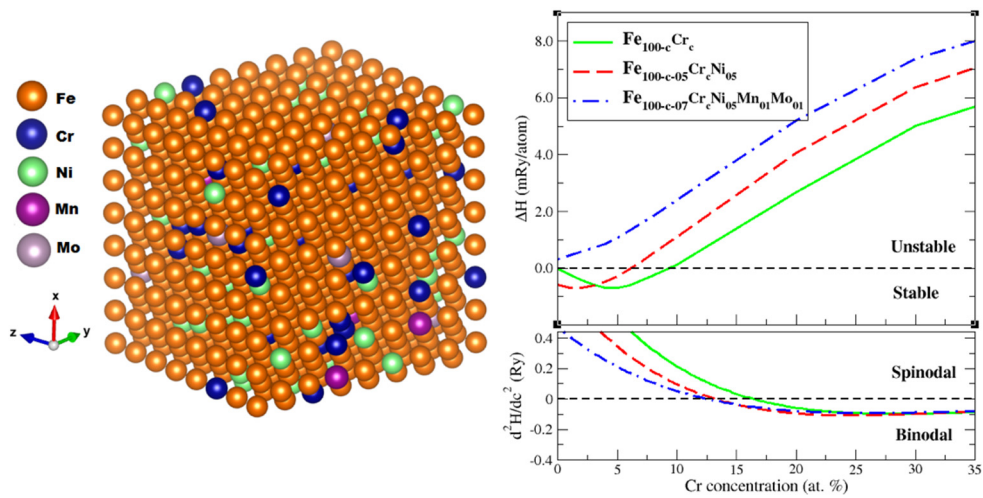 Fe
Cr
Ni
Mn
Mo
x
z
y
Fe100-cCrc
Fe100-c-05CrcNi05
Fe100-c-07CrcNi05Mn01Mo01
8.0
6.0
4.0
2.0
0.0
ΔH (mRy/atom)
Unstable
Stable
0.4
0.2
0
-0.2
-0.4
d²H/dc² (Ry)
Spinodal
Binodal
0 5 10 15 20 25 30 35
Cr concentration (at. %)